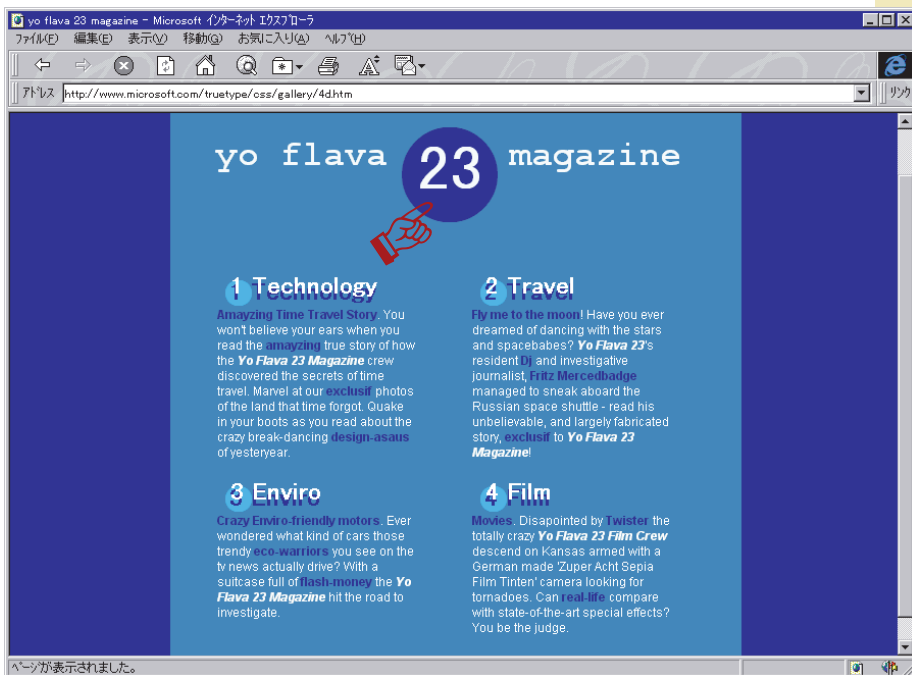 yo flava 23 magazine - Microsoft インターネット エクスプローラ
ファイル(F) 編集(E) 表示(V) 移動(G) お気に入り(A) ヘルプ(H)
アドレス http://www.microsoft.com/truetype/css/gallery/4d.htm リンク
yo flava 23 magazine
1 Technology
Amayzing Time Travel Story. You
won't believe your ears when you
read the amayzing true story of how
the Yo Flava 23 Magazine crew
discovered the secrets of time
travel. Marvel at our exclusif photos
of the land that time forgot. Quake
in your boots as you read about the
crazy break-dancing design-asaus
of yesteryear.
2 Travel
Fly me to the moon! Have you ever
dreamed of dancing with the stars
and spacebabes? Yo Flava 23's
resident Dj and investigative
journalist, Fritz Mercedbadge
managed to sneak aboard the
Russian space shuttle - read his
unbelievable, and largely fabricated
story, exclusif to Yo Flava 23
Magazine!
3 Enviro
Crazy Enviro-friendly motors. Ever
wondered what kind of cars those
trendy eco-warriors you see on the
tv news actually drive? With a
suitcase full of flash-money the Yo
Flava 23 Magazine hit the road to
investigate.
4 Film
Movies. Disapointed by Twister the
totally crazy Yo Flava 23 Film Crew
descend on Kansas armed with a
German made 'Zuper Acht Sepia
Film Tinten' camera looking for
tornadoes. Can real-life compare
with state-of-the-art special effects?
You be the judge.
ページが表示されました。